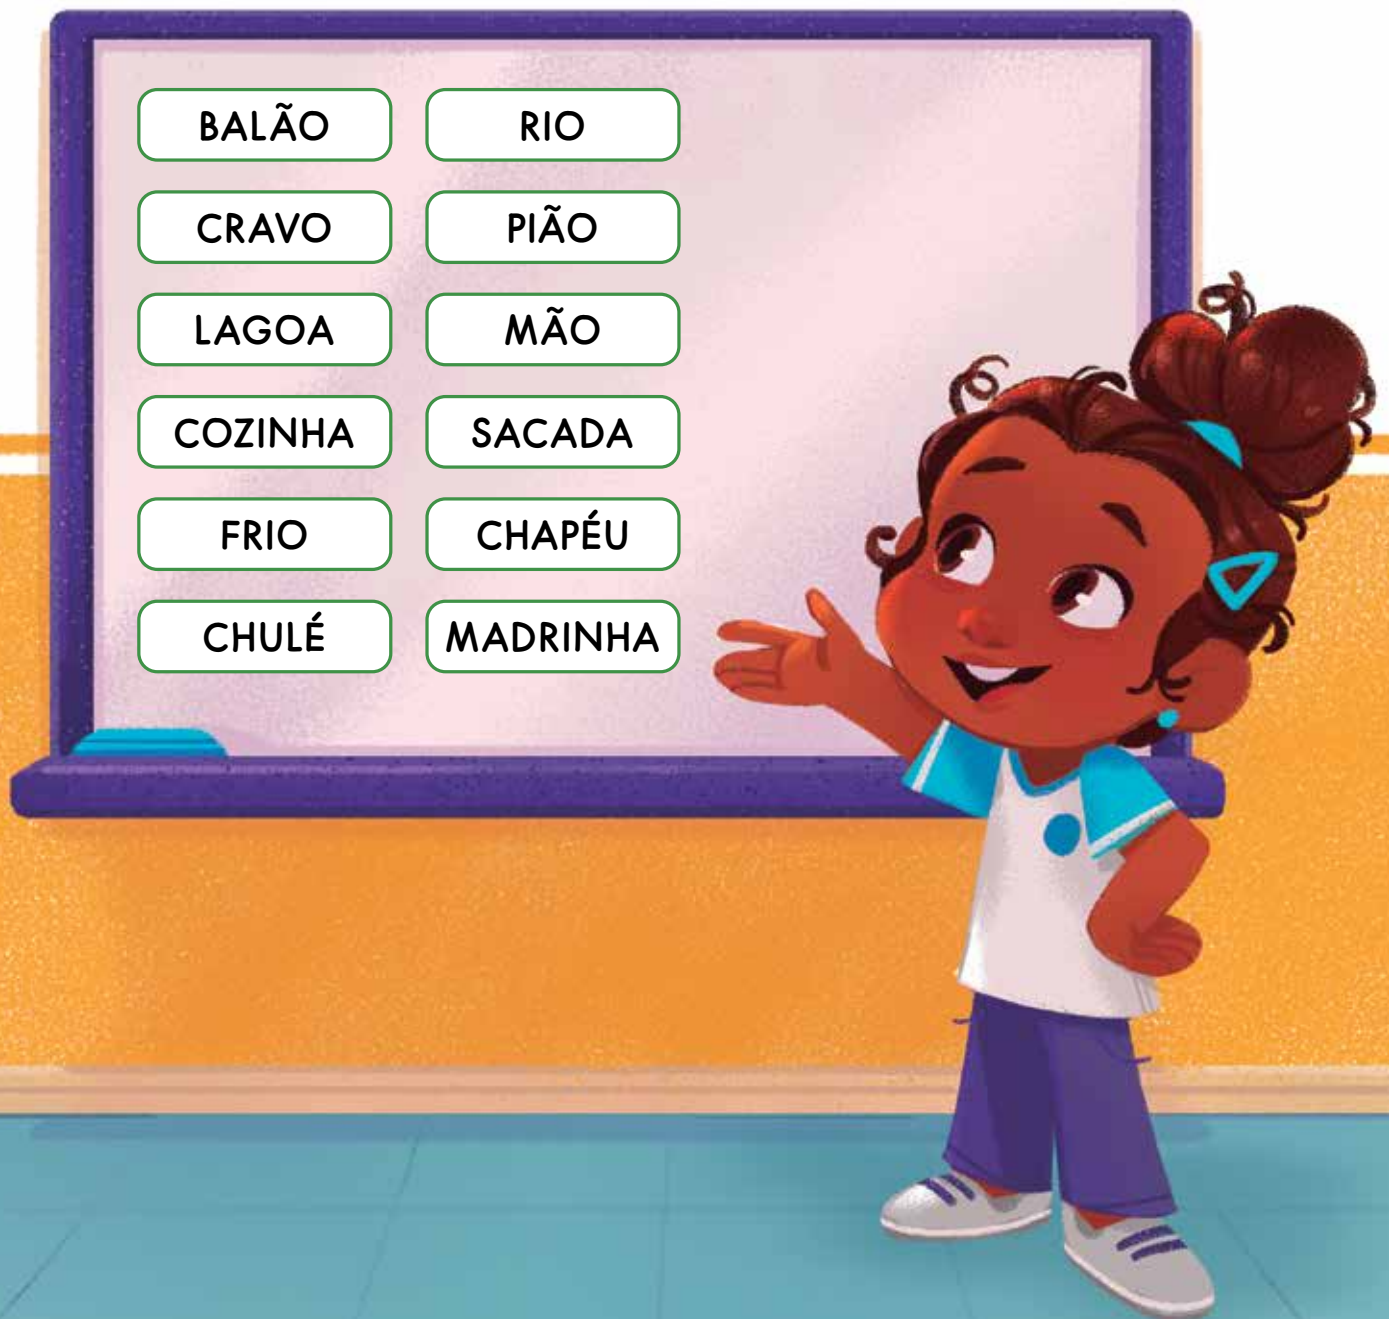 BALÃO RIO
CRAVO PIÃO
LAGOA MÃO
COZINHA SACADA
FRIO CHAPÉU
CHULÉ MADRINHA